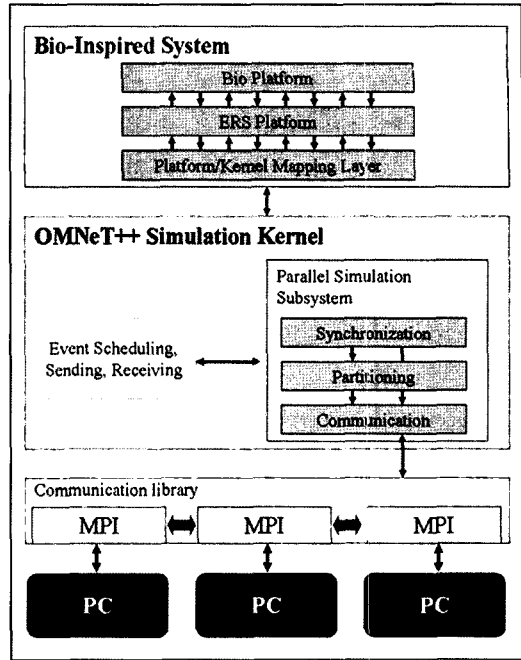 Bio-Inspired System
Bio Platform
ERS Platform
Platform/Kernel Mapping Layer
OMNeT++ Simulation Kernel
Parallel Simulation
Subsystem
Synchronization
Event Scheduling,
Sending, Receiving
Partitioning
Communication
Communication library
MPI
MPI
MPI
PC
PC
PC